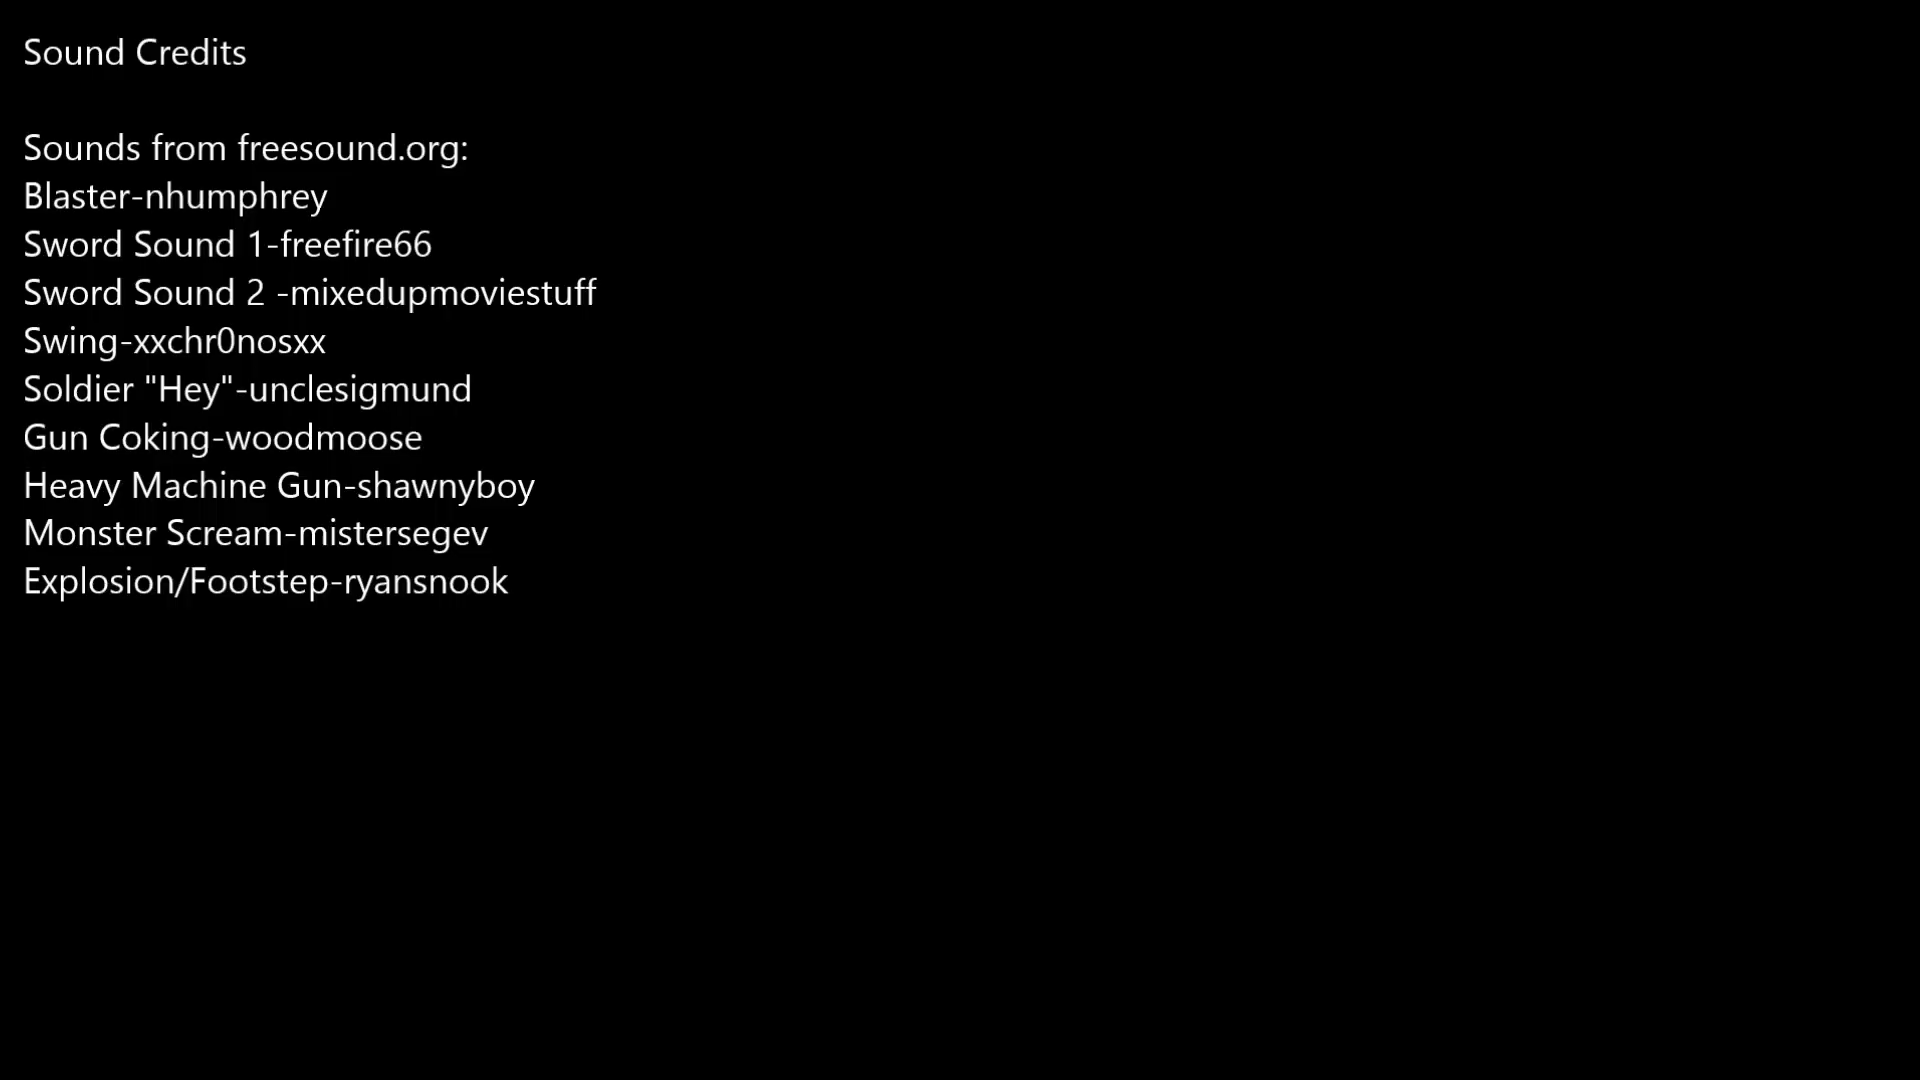 Sound Credits
Sounds from freesound.org:
Blaster-nhumphrey
Sword Sound 1-freefire66
Sword Sound 2 -mixedupmoviestuff
Swing-xxchr0nosxx
Soldier "Hey"-unclesigmund
Gun Coking-woodmoose
Heavy Machine Gun-shawnyboy
Monster Scream-mistersegev
Explosion/Footstep-ryansnook